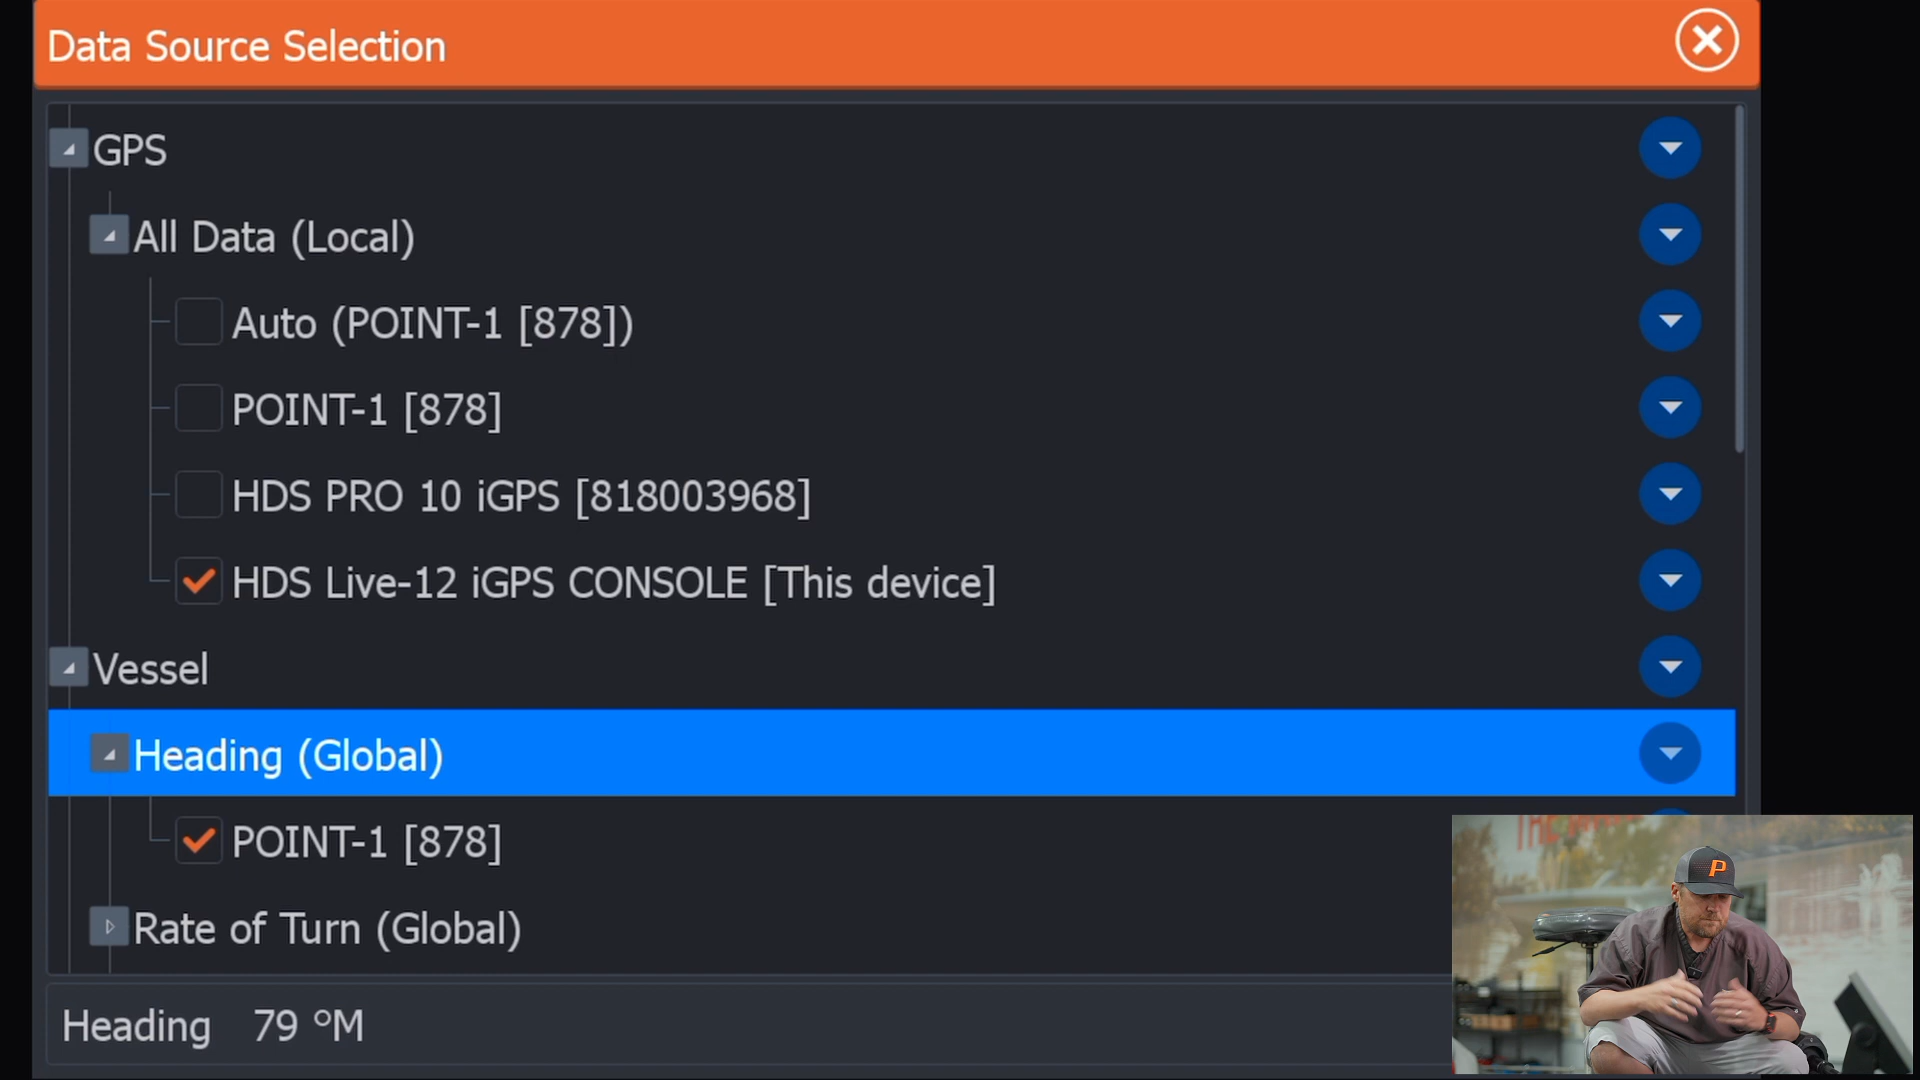 Data Source Selection
GPS
All Data (Local)
Auto (POINT-1 [878])
POINT-1 [878]
HDS PRO 10 iGPS [818003968]
HDS Live-12 iGPS CONSOLE [This device]
Vessel
Heading (Global)
POINT-1 [878]
Rate of Turn (Global)
Heading 79 °M
P